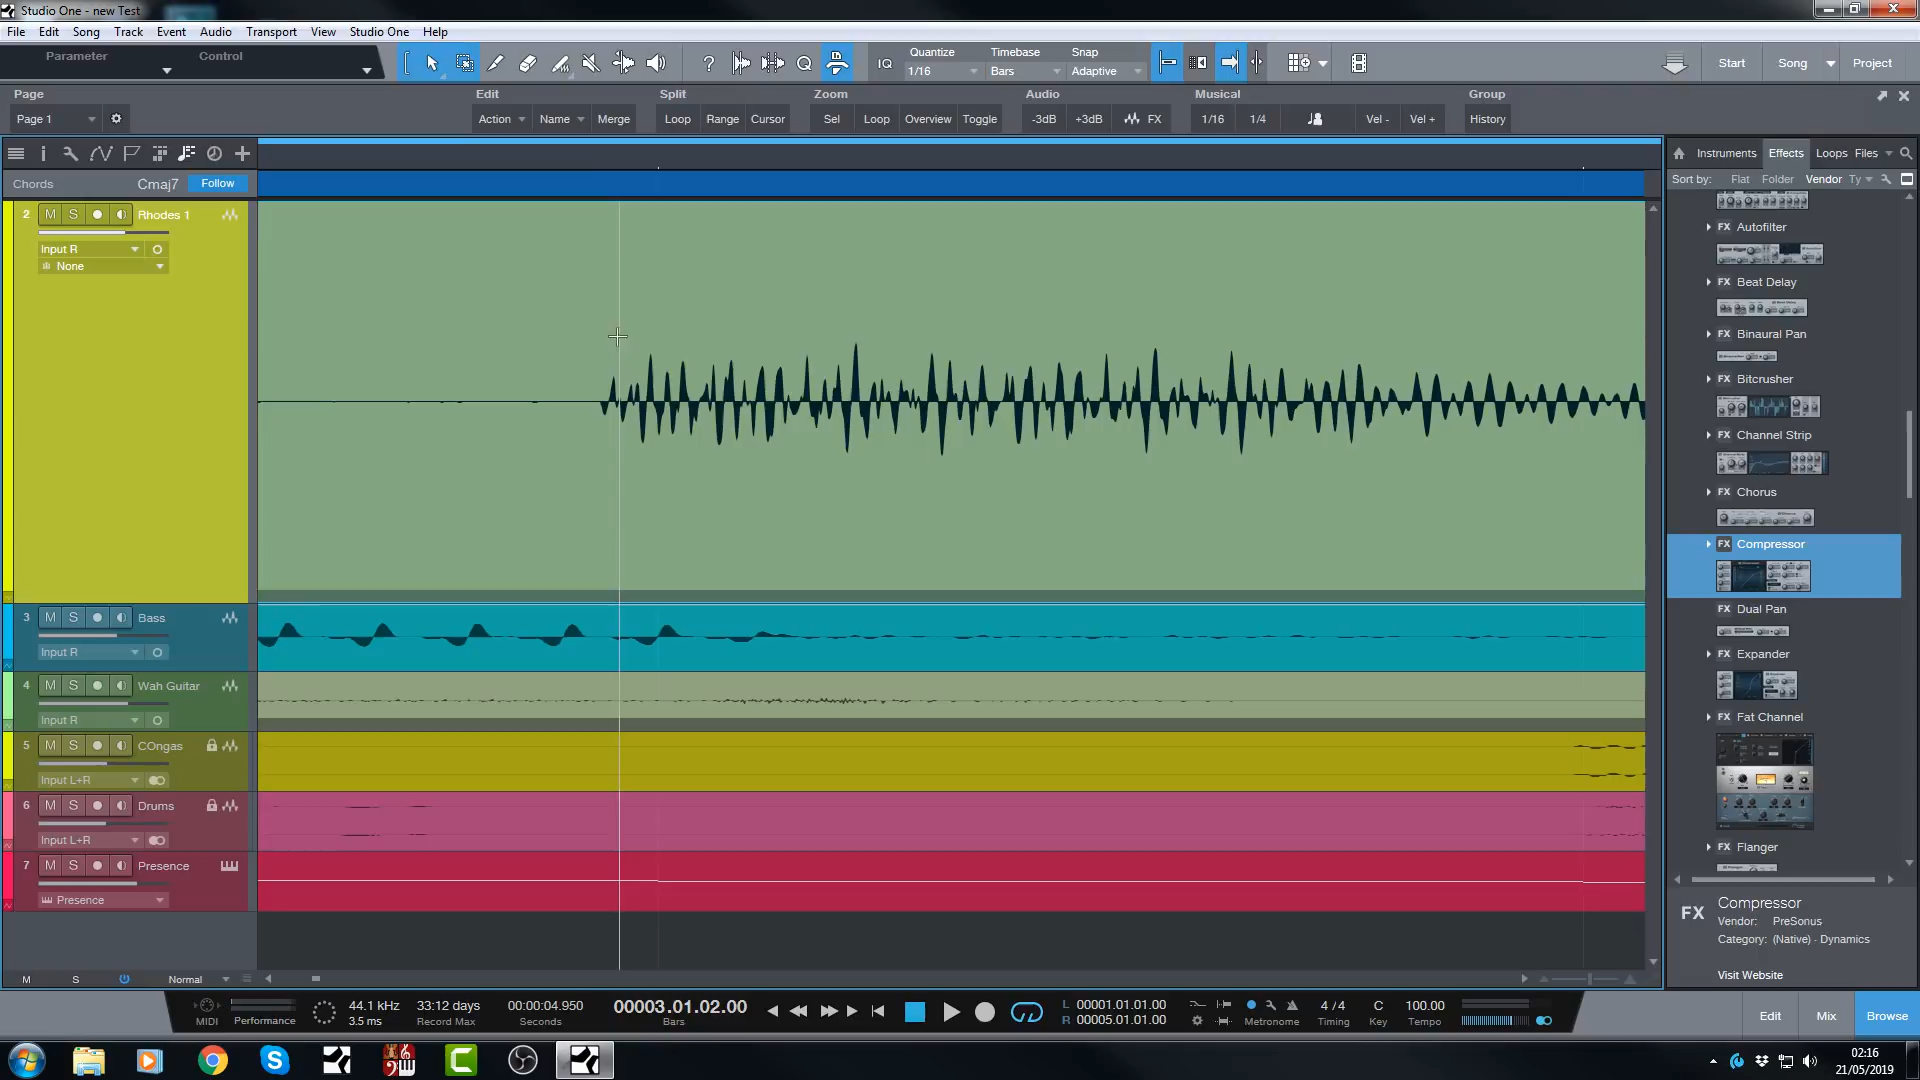 Studio One - new Test
File Edit Song Track Event Audio Transport View Studio One Help
Parameter Control
IQ Quantize 1/16 Timebase Bars Snap Adaptive
Start Song Project
Page Edit Split Zoom Audio Musical Group
Page 1 Action Name Merge Loop Range Cursor Sel Loop Overview Toggle -3dB +3dB FX 1/16 1/4 Vel - Vel + History
Chords Cmaj7 Follow
2 M S Rhodes 1
Input R
None
3 M S Bass
Input R
4 M S Wah Guitar
Input R
5 M S COngas
Input L+R
6 M S Drums
Input L+R
7 M S Presence
Presence
M S Normal
Instruments Effects Loops Files
Sort by: Flat Folder Vendor Ty
FX Autofilter
FX Beat Delay
FX Binaural Pan
FX Bitcrusher
FX Channel Strip
FX Chorus
FX Compressor
FX Dual Pan
FX Expander
FX Fat Channel
FX Flanger
FX Compressor
Vendor: PreSonus
Category: (Native) - Dynamics
Visit Website
MIDI Performance
44.1 kHz
3.5 ms
33:12 days
Record Max
00:00:04.950
Seconds
00003.01.02.00
Bars
L 00001.01.01.00
R 00005.01.01.00
Metronome
4 / 4
Timing
C
Key
100.00
Tempo
Edit Mix Browse
02:16
21/05/2019